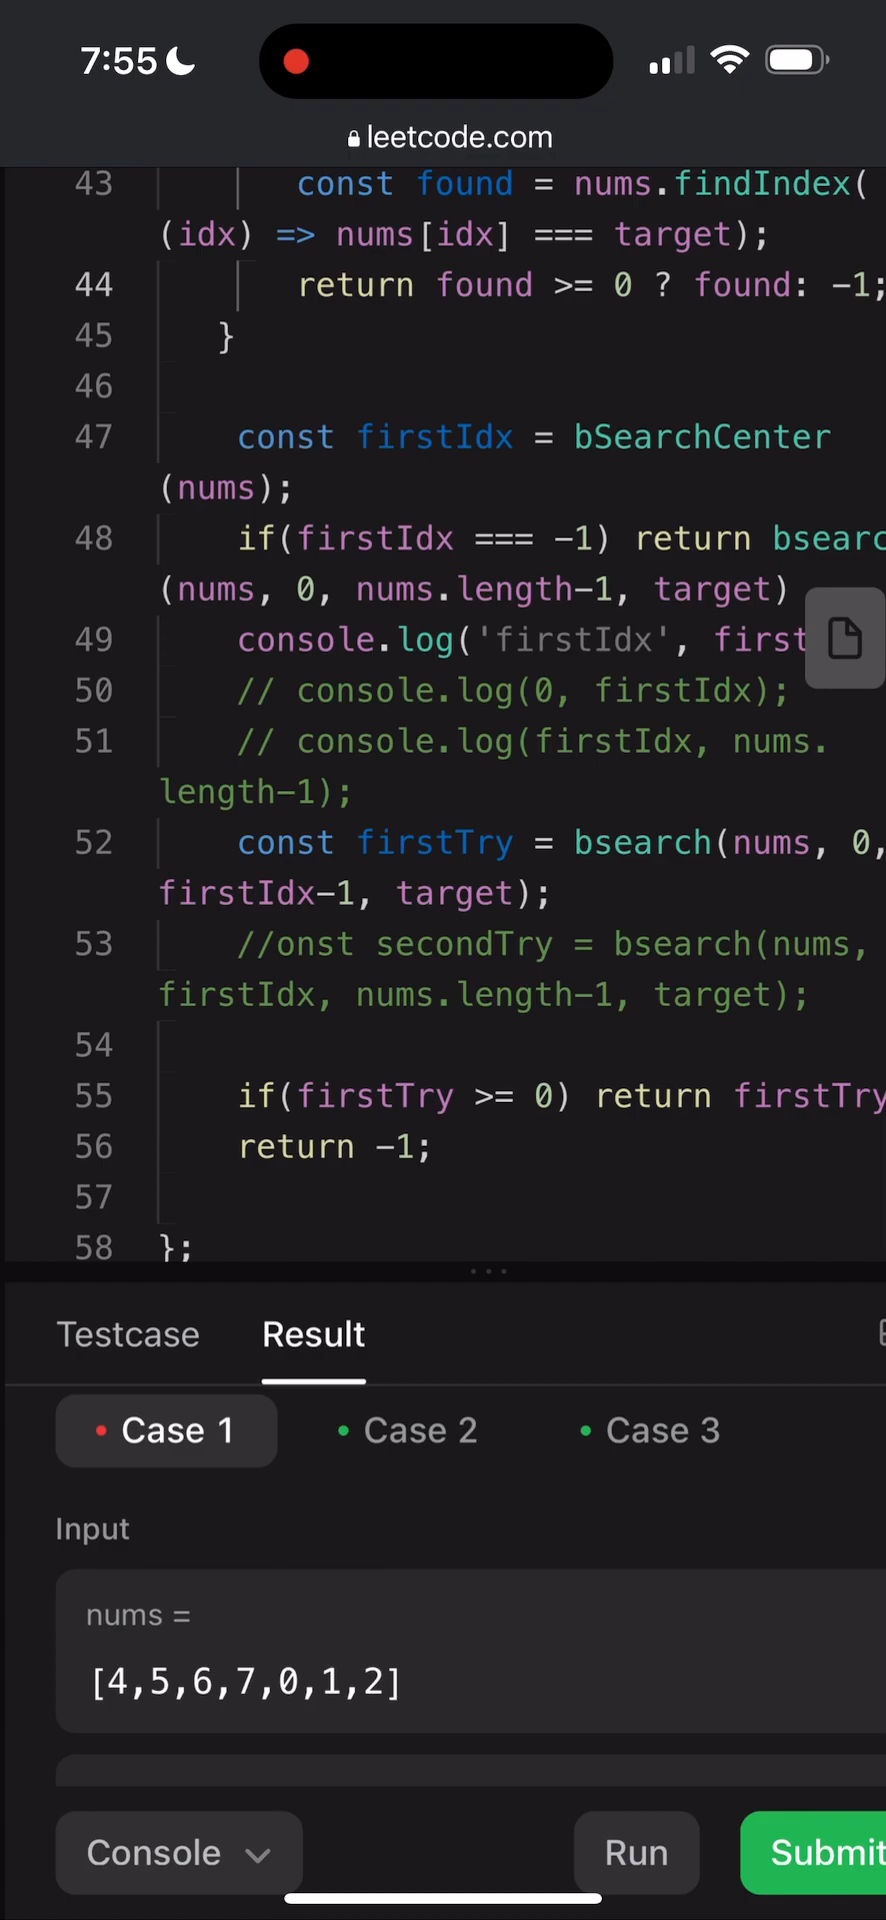 7:55
leetcode.com
43 const found = nums.findIndex(
(idx) => nums[idx] === target);
44 return found >= 0 ? found: -1;
45 }
46
47 const firstIdx = bSearchCenter
(nums);
48 if(firstIdx === -1) return bsearc
(nums, 0, nums.length-1, target)
49 console.log('firstIdx', first
50 // console.log(0, firstIdx);
51 // console.log(firstIdx, nums.
length-1);
52 const firstTry = bsearch(nums, 0,
firstIdx-1, target);
53 //onst secondTry = bsearch(nums,
firstIdx, nums.length-1, target);
54
55 if(firstTry >= 0) return firstTry
56 return -1;
57
58 };
Testcase Result
Case 1 Case 2 Case 3
Input
nums =
[4,5,6,7,0,1,2]
Console Run Submit